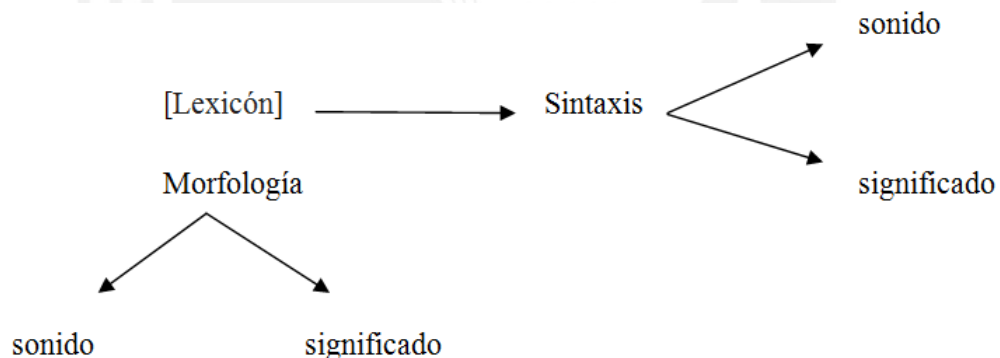 sonido
[Lexicón] Sintaxis
Morfología
significado
sonido significado